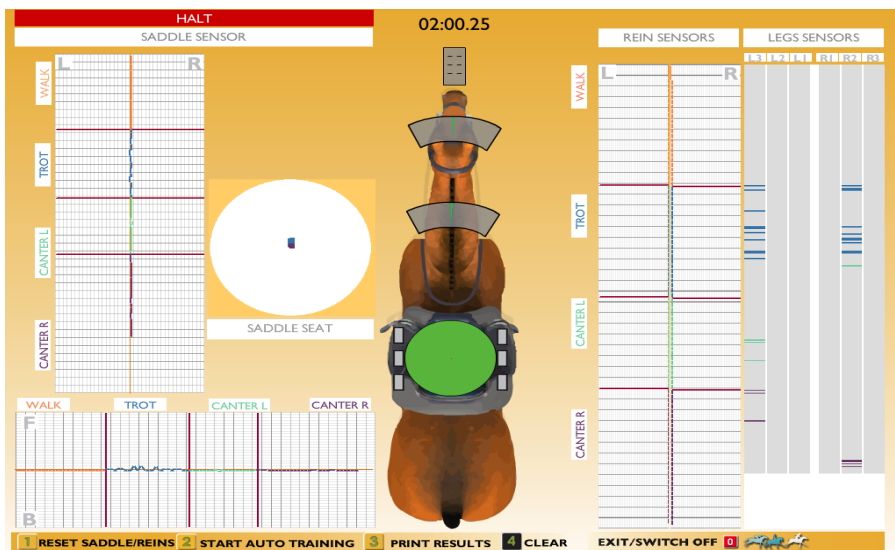 HALT
SADDLE SENSOR
02:00.25
REIN SENSORS
LEGS SENSORS
L R
L R
L3 L2 L1 R1 R2 R3
WALK
TROT
CANTER L
CANTER R
WALK
TROT
CANTER L
CANTER R
SADDLE SEAT
WALK TROT CANTER L CANTER R
F
B
1 RESET SADDLE/REINS 2 START AUTO TRAINING 3 PRINT RESULTS 4 CLEAR EXIT/SWITCH OFF 0